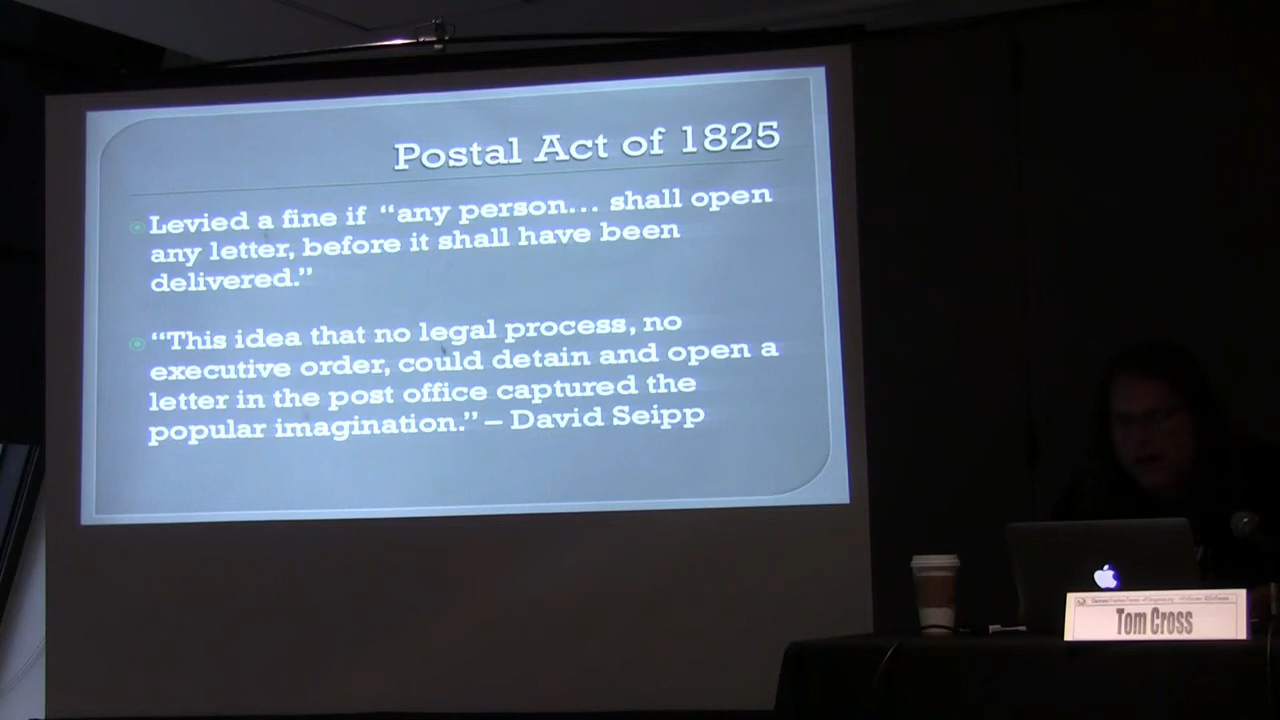 Postal Act of 1825
Levied a fine if “any person… shall open
any letter, before it shall have been
delivered.”
“This idea that no legal process, no
executive order, could detain and open a
letter in the post office captured the
popular imagination.” – David Seipp
Tom Cross